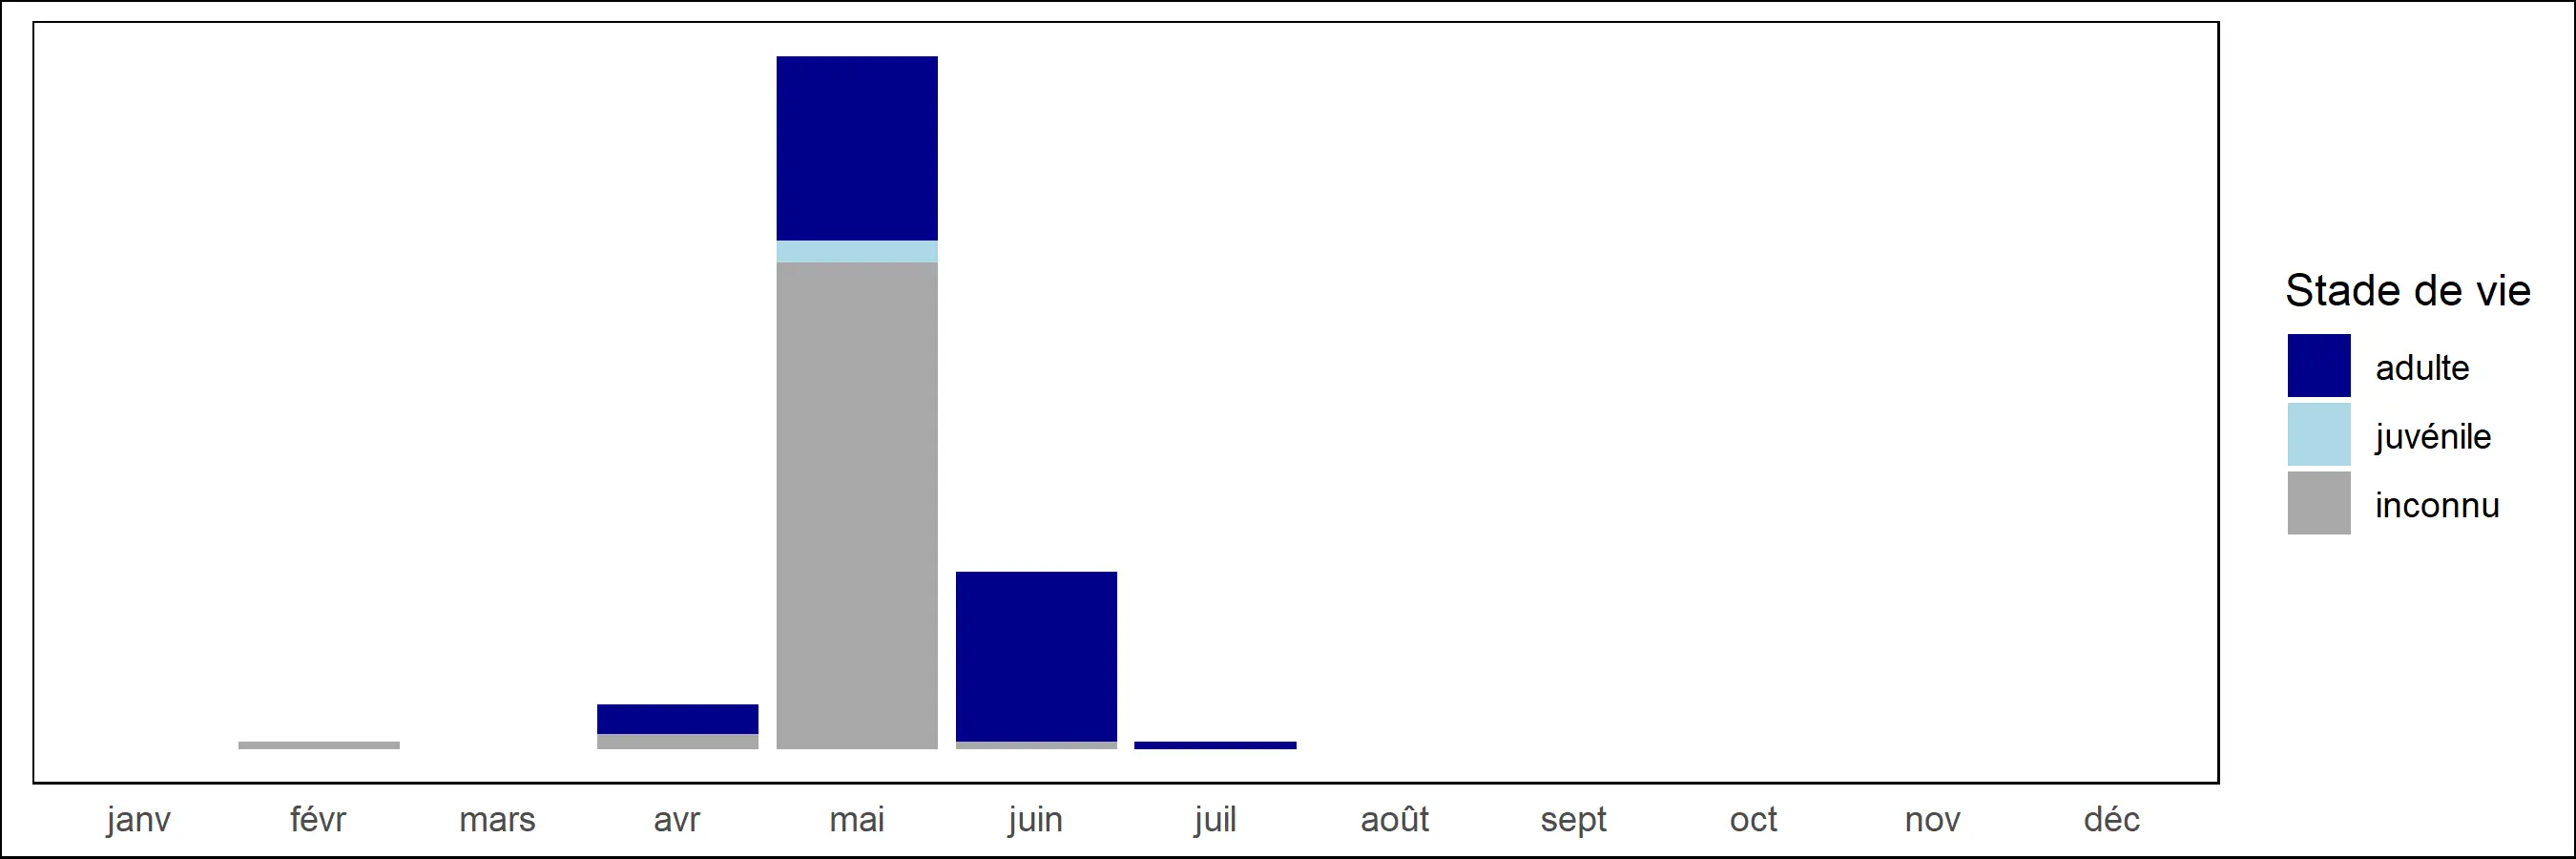 Stade de vie
adulte
juvénile
inconnu
janv févr mars avr mai juin juil août sept oct nov déc